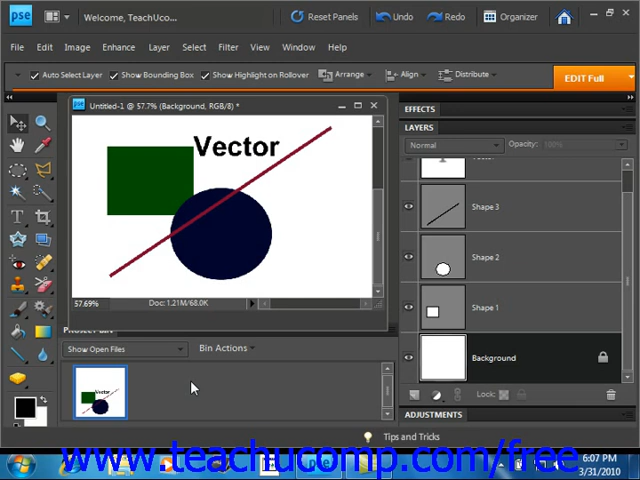 pse Welcome, TeachUco... Reset Panels Undo Redo Organizer
File Edit Image Enhance Layer Select Filter View Window Help
Auto Select Layer Show Bounding Box Show Highlight on Rollover Arrange Align Distribute EDIT Full
Untitled-1 @ 57.7% (Background, RGB/8) *
EFFECTS
LAYERS
Normal Opacity: 100%
Vector
Shape 3
Shape 2
Shape 1
57.69% Doc: 1.21M/68.0K
PROJECT BIN
Show Open Files Bin Actions
Background
Lock:
ADJUSTMENTS
Tips and Tricks
www.teachucomp.com/free
6:07 PM
3/31/2010